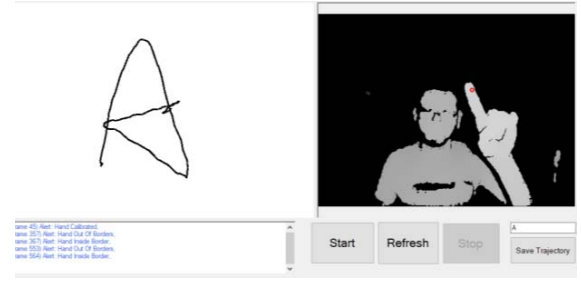 A
ame 45) Alert: Hand Calibrated.
ame 357) Alert: Hand Out Of Borders.
ame 367) Alert: Hand Inside Border.
ame 553) Alert: Hand Out Of Borders.
ame 564) Alert: Hand Inside Border.
Start
Refresh
Stop
A
Save Trajectory